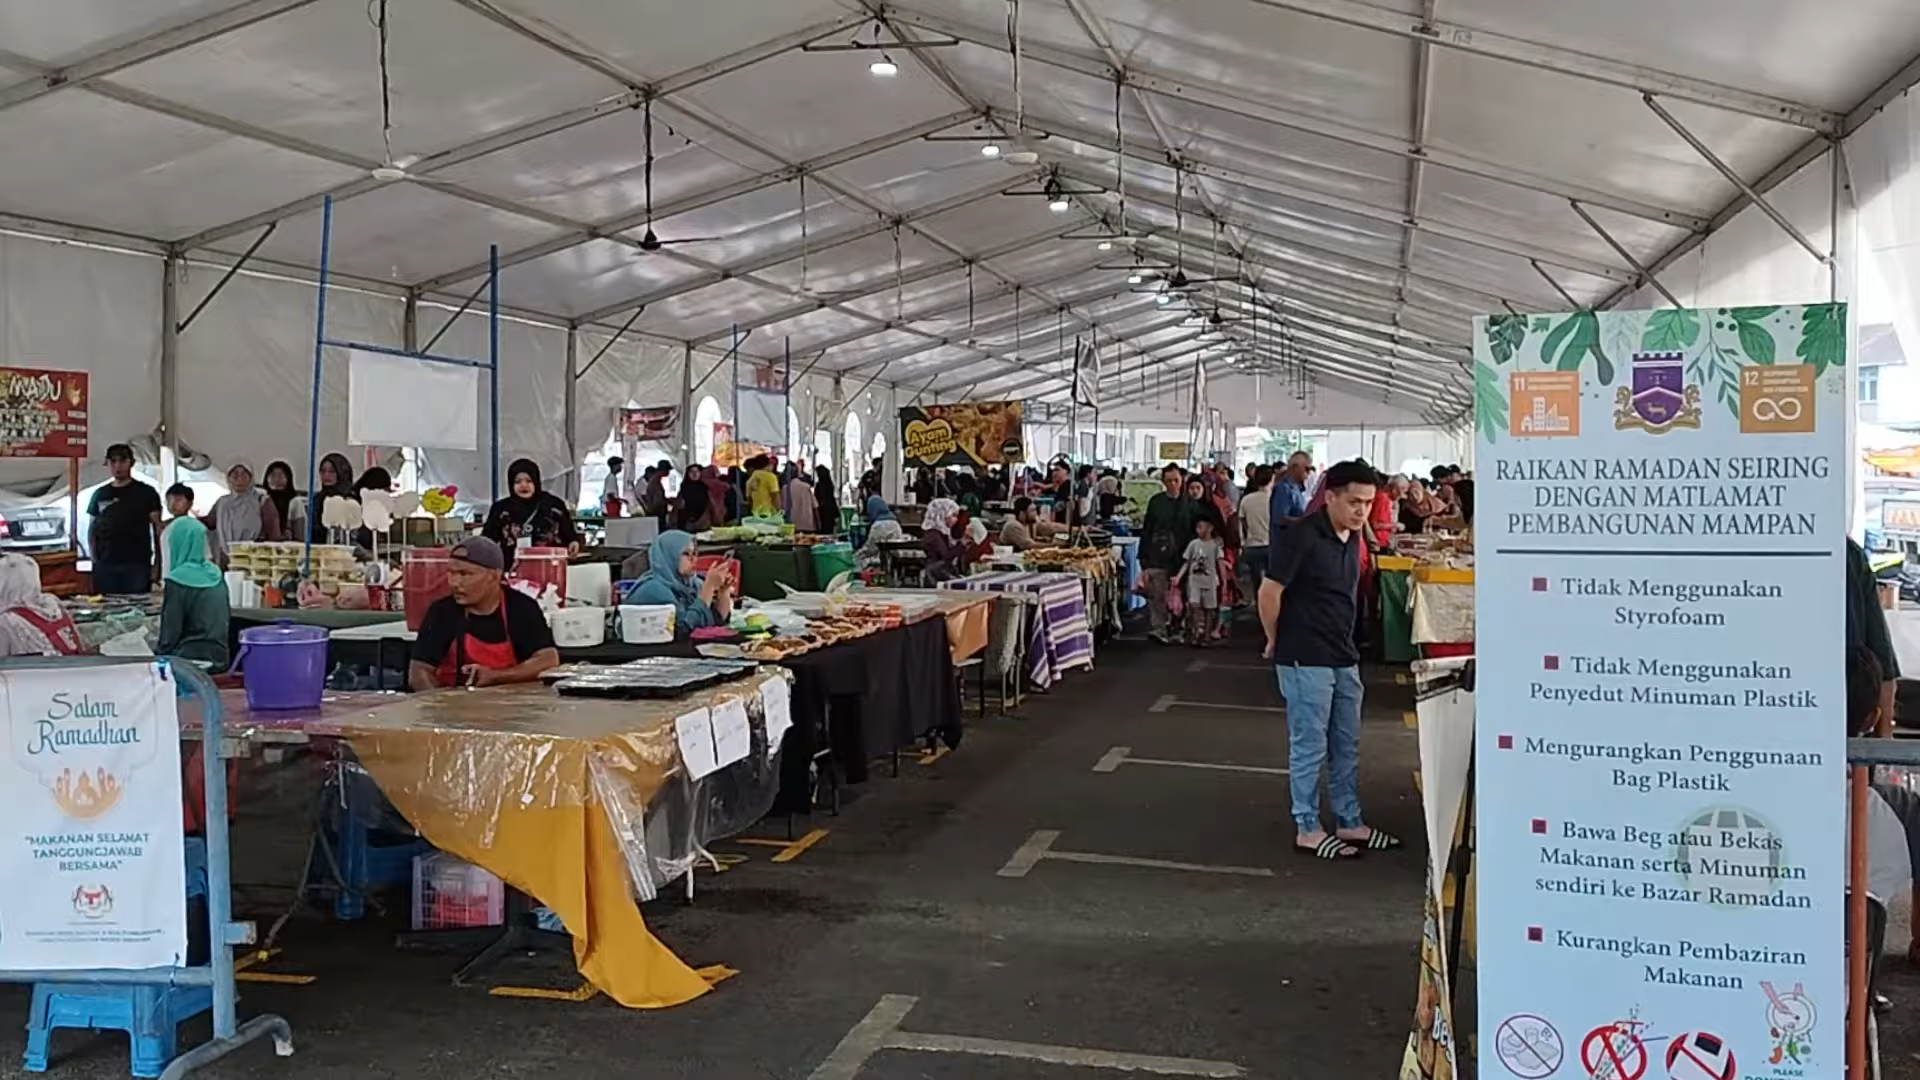 MADU
Ayam
Gunting
Salam
Ramadhan
"MAKANAN SELAMAT
TANGGUNGJAWAB
BERSAMA"
11
12
RAIKAN RAMADAN SEIRING
DENGAN MATLAMAT
PEMBANGUNAN MAMPAN
Tidak Menggunakan
Styrofoam
Tidak Menggunakan
Penyedut Minuman Plastik
Mengurangkan Penggunaan
Bag Plastik
Bawa Beg atau Bekas
Makanan serta Minuman
sendiri ke Bazar Ramadan
Kurangkan Pembaziran
Makanan
PLEASE